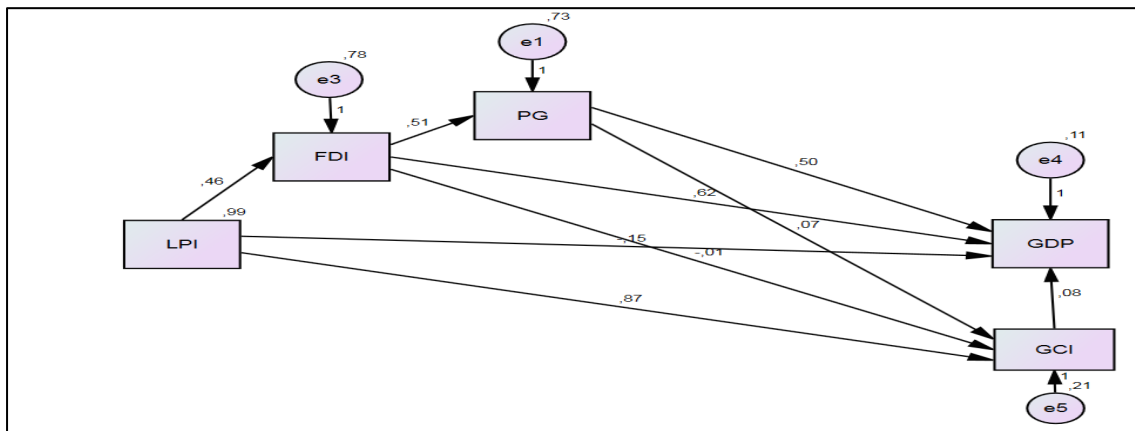 ,73
e1
,78
1
e3
PG
1
,51
,11
FDI
,50
e4
,46
,62
1
,99
,07
LPI
-,15
GDP
-,01
,87
,08
GCI
1
,21
e5